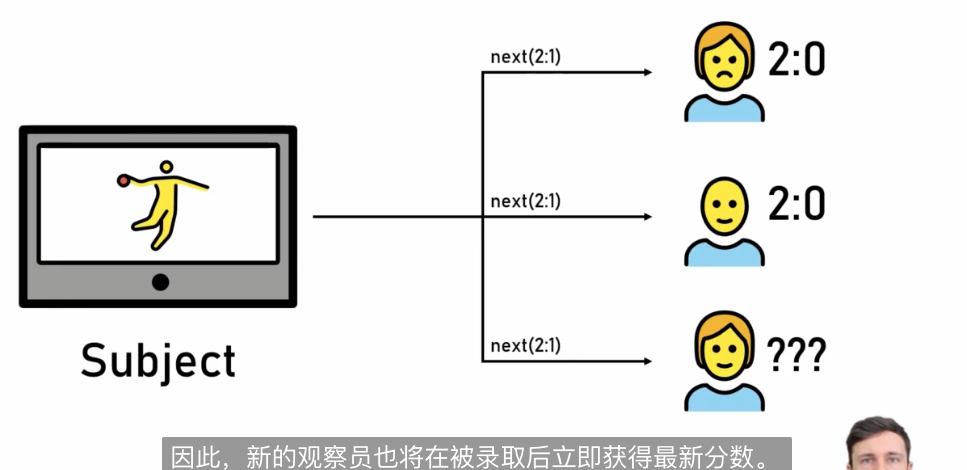 next(2:1)
2:0
next(2:1)
2:0
next(2:1)
???
Subject
因此，新的观察员也将在被录取后立即获得最新分数。